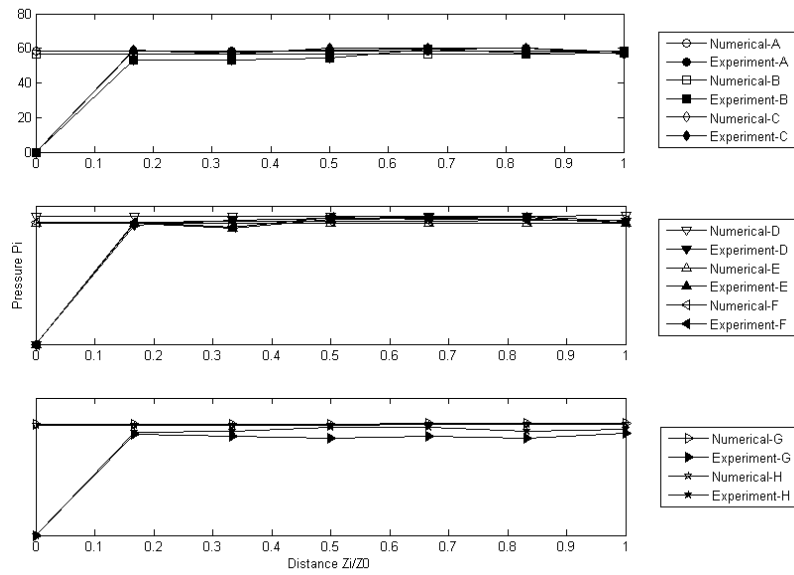 80
60
40
20
0
0 0.1 0.2 0.3 0.4 0.5 0.6 0.7 0.8 0.9 1
Numerical-A
Experiment-A
Numerical-B
Experiment-B
Numerical-C
Experiment-C
Pressure Pi
0 0.1 0.2 0.3 0.4 0.5 0.6 0.7 0.8 0.9 1
Numerical-D
Experiment-D
Numerical-E
Experiment-E
Numerical-F
Experiment-F
0 0.1 0.2 0.3 0.4 0.5 0.6 0.7 0.8 0.9 1
Distance Zi/Z0
Numerical-G
Experiment-G
Numerical-H
Experiment-H